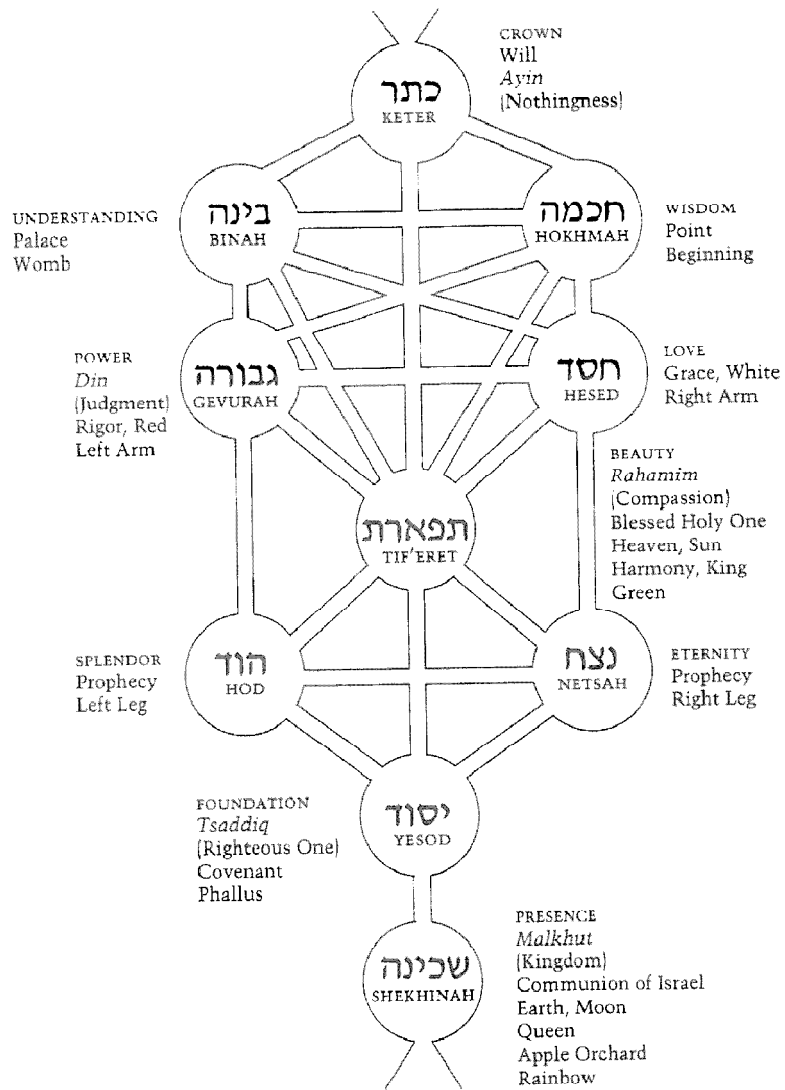 CROWN
Will
Ayin
(Nothingness)
כתר
KETER
בינה
BINAH
חכמה
HOKHMAH
UNDERSTANDING
Palace
Womb
WISDOM
Point
Beginning
POWER
Din
(Judgment)
Rigor, Red
Left Arm
גבורה
GEVURAH
חסד
HESED
LOVE
Grace, White
Right Arm
BEAUTY
Rahamim
(Compassion)
Blessed Holy One
Heaven, Sun
Harmony, King
Green
תפארת
TIF'ERET
SPLENDOR
Prophecy
Left Leg
הוד
HOD
נצח
NETSAH
ETERNITY
Prophecy
Right Leg
FOUNDATION
Tsaddiq
(Righteous One)
Covenant
Phallus
יסוד
YESOD
שכינה
SHEKHINAH
PRESENCE
Malkhut
(Kingdom)
Communion of Israel
Earth, Moon
Queen
Apple Orchard
Rainbow